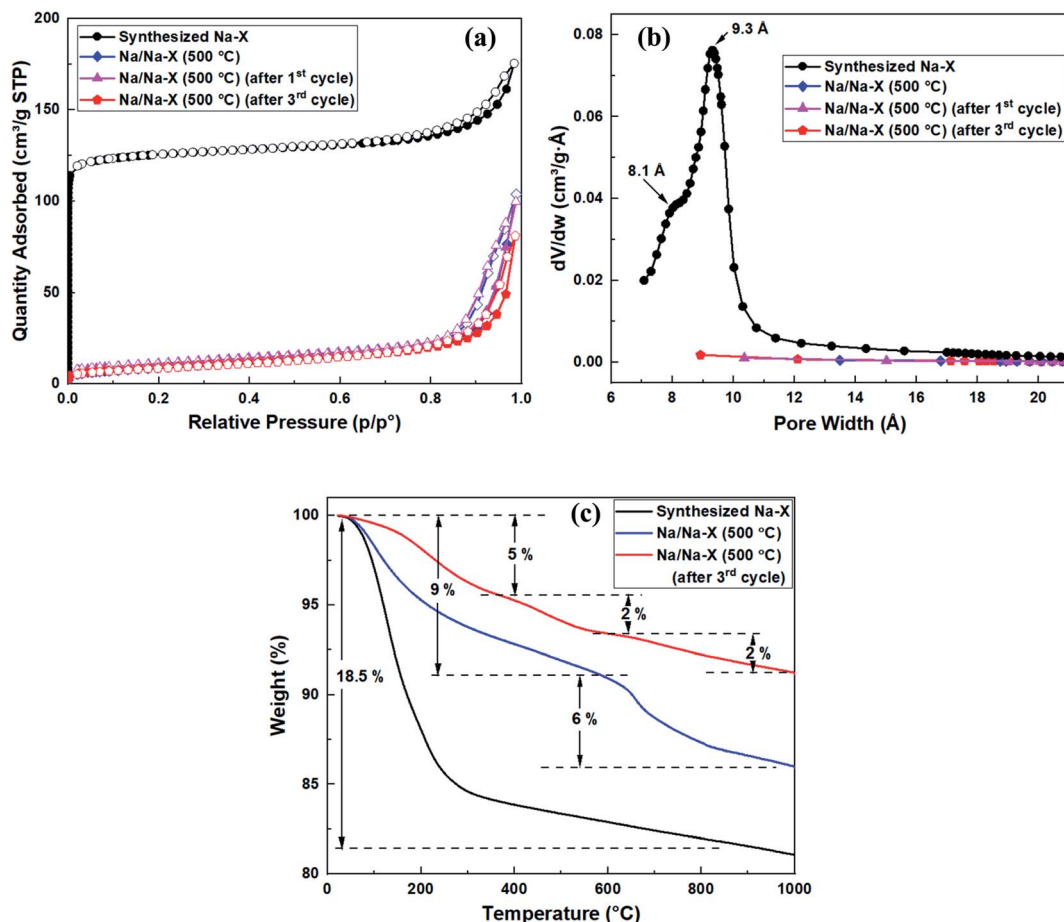 (a)
Synthesized Na-X
Na/Na-X (500 °C)
Na/Na-X (500 °C) (after 1st cycle)
Na/Na-X (500 °C) (after 3rd cycle)
200
150
100
50
0
0.0 0.2 0.4 0.6 0.8 1.0
Quantity Adsorbed (cm³/g STP)
Relative Pressure (p/p°)
(b)
9.3 Å
8.1 Å
Synthesized Na-X
Na/Na-X (500 °C)
Na/Na-X (500 °C) (after 1st cycle)
Na/Na-X (500 °C) (after 3rd cycle)
0.08
0.06
0.04
0.02
0.00
6 8 10 12 14 16 18 20
dV/dw (cm³/g·Å)
Pore Width (Å)
(c)
Synthesized Na-X
Na/Na-X (500 °C)
Na/Na-X (500 °C)
(after 3rd cycle)
100
95
90
85
80
5 %
9 %
2 %
2 %
18.5 %
6 %
0 200 400 600 800 1000
Weight (%)
Temperature (°C)